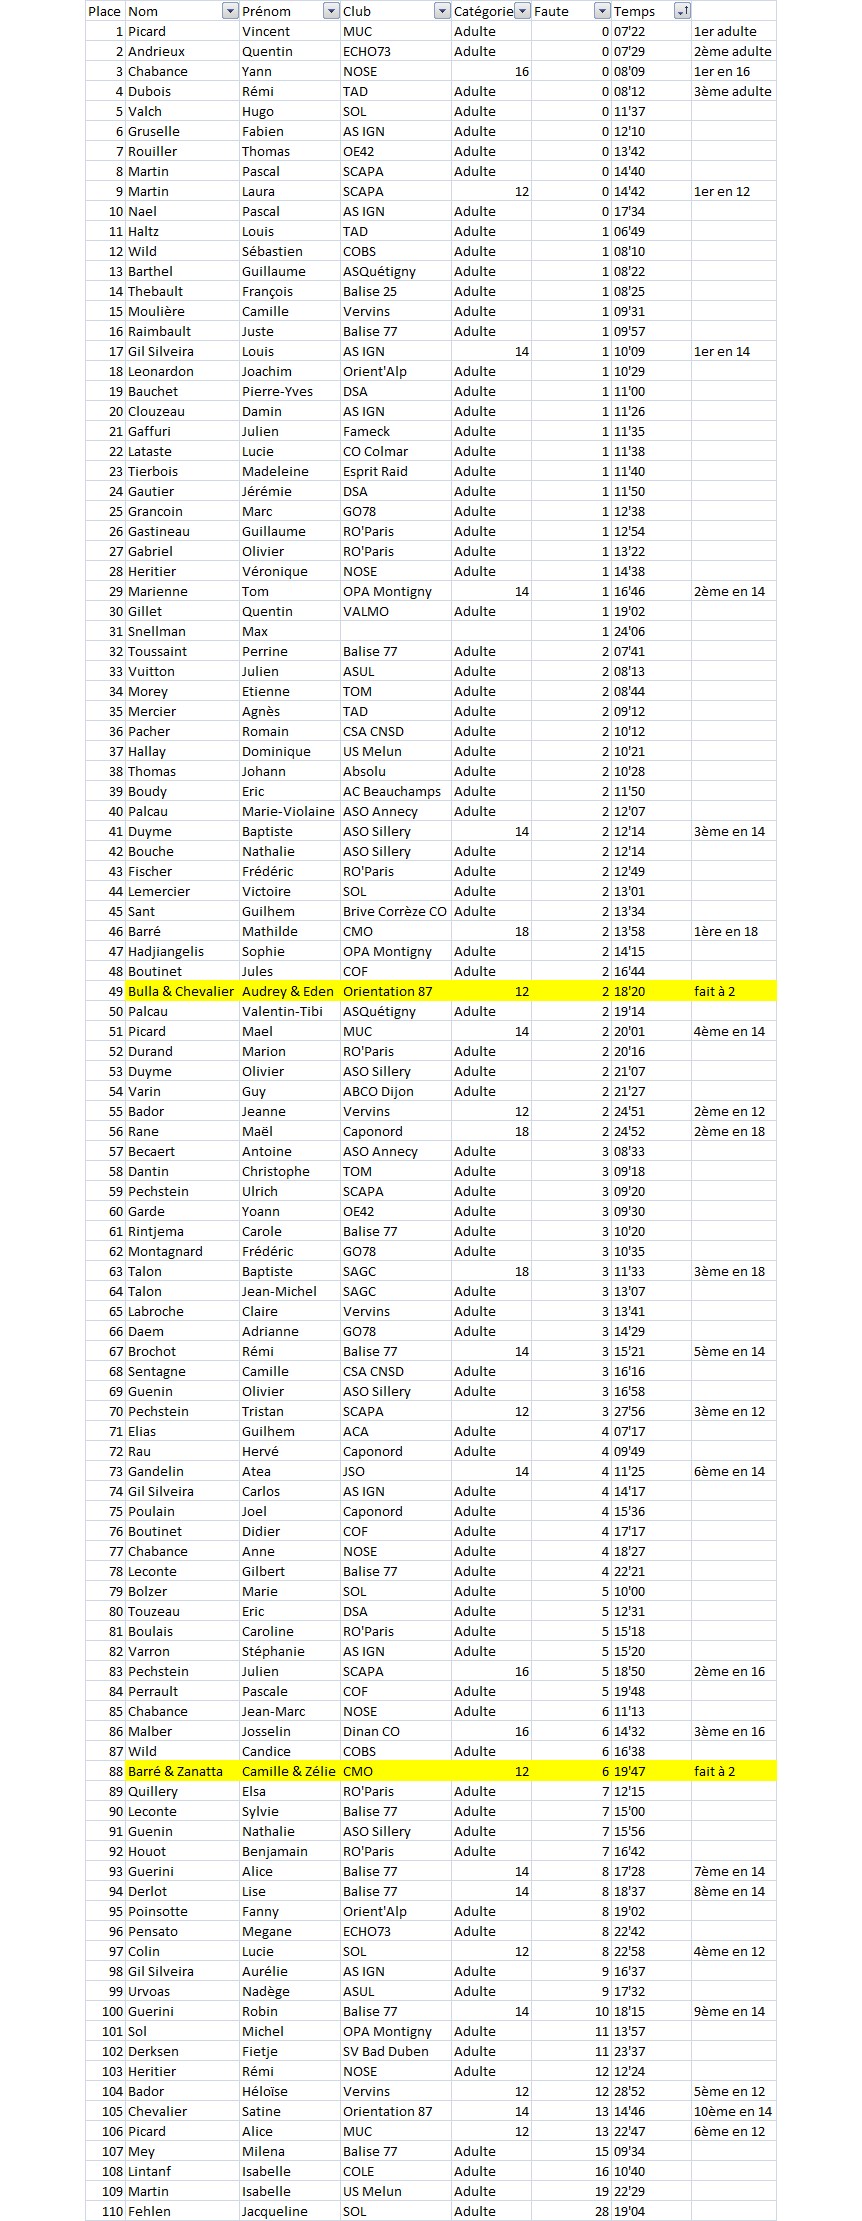 Place Nom Prénom Club Catégorie Faute Temps
1 Picard Vincent MUC Adulte 0 07'22 1er adulte
2 Andrieux Quentin ECHO73 Adulte 0 07'29 2ème adulte
3 Chabance Yann NOSE 16 0 08'09 1er en 16
4 Dubois Rémi TAD Adulte 0 08'12 3ème adulte
5 Valch Hugo SOL Adulte 0 11'37
6 Gruselle Fabien AS IGN Adulte 0 12'10
7 Rouiller Thomas OE42 Adulte 0 13'42
8 Martin Pascal SCAPA Adulte 0 14'40
9 Martin Laura SCAPA 12 0 14'42 1er en 12
10 Nael Pascal AS IGN Adulte 0 17'34
11 Haltz Louis TAD Adulte 1 06'49
12 Wild Sébastien COBS Adulte 1 08'10
13 Barthel Guillaume ASQuétigny Adulte 1 08'22
14 Thebault François Balise 25 Adulte 1 08'25
15 Moulière Camille Vervins Adulte 1 09'31
16 Raimbault Juste Balise 77 Adulte 1 09'57
17 Gil Silveira Louis AS IGN 14 1 10'09 1er en 14
18 Leonardon Joachim Orient'Alp Adulte 1 10'29
19 Bauchet Pierre-Yves DSA Adulte 1 11'00
20 Clouzeau Damin AS IGN Adulte 1 11'26
21 Gaffuri Julien Fameck Adulte 1 11'35
22 Lataste Lucie CO Colmar Adulte 1 11'38
23 Tierbois Madeleine Esprit Raid Adulte 1 11'40
24 Gautier Jérémie DSA Adulte 1 11'50
25 Grancoin Marc GO78 Adulte 1 12'38
26 Gastineau Guillaume RO'Paris Adulte 1 12'54
27 Gabriel Olivier RO'Paris Adulte 1 13'22
28 Heritier Véronique NOSE Adulte 1 14'38
29 Marienne Tom OPA Montigny 14 1 16'46 2ème en 14
30 Gillet Quentin VALMO Adulte 1 19'02
31 Snellman Max 1 24'06
32 Toussaint Perrine Balise 77 Adulte 2 07'41
33 Vuitton Julien ASUL Adulte 2 08'13
34 Morey Etienne TOM Adulte 2 08'44
35 Mercier Agnès TAD Adulte 2 09'12
36 Pacher Romain CSA CNSD Adulte 2 10'12
37 Hallay Dominique US Melun Adulte 2 10'21
38 Thomas Johann Absolu Adulte 2 10'28
39 Boudy Eric AC Beauchamps Adulte 2 11'50
40 Palcau Marie-Violaine ASO Annecy Adulte 2 12'07
41 Duyme Baptiste ASO Sillery 14 2 12'14 3ème en 14
42 Bouche Nathalie ASO Sillery Adulte 2 12'14
43 Fischer Frédéric RO'Paris Adulte 2 12'49
44 Lemercier Victoire SOL Adulte 2 13'01
45 Sant Guilhem Brive Corrèze CO Adulte 2 13'34
46 Barré Mathilde CMO 18 2 13'58 1ère en 18
47 Hadjiangelis Sophie OPA Montigny Adulte 2 14'15
48 Boutinet Jules COF Adulte 2 16'44
49 Bulla & Chevalier Audrey & Eden Orientation 87 12 2 18'20 fait à 2
50 Palcau Valentin-Tibi ASQuétigny Adulte 2 19'14
51 Picard Mael MUC 14 2 20'01 4ème en 14
52 Durand Marion RO'Paris Adulte 2 20'16
53 Duyme Olivier ASO Sillery Adulte 2 21'07
54 Varin Guy ABCO Dijon Adulte 2 21'27
55 Bador Jeanne Vervins 12 2 24'51 2ème en 12
56 Rane Maël Caponord 18 2 24'52 2ème en 18
57 Becaert Antoine ASO Annecy Adulte 3 08'33
58 Dantin Christophe TOM Adulte 3 09'18
59 Pechstein Ulrich SCAPA Adulte 3 09'20
60 Garde Yoann OE42 Adulte 3 09'30
61 Rintjema Carole Balise 77 Adulte 3 10'20
62 Montagnard Frédéric GO78 Adulte 3 10'35
63 Talon Baptiste SAGC 18 3 11'33 3ème en 18
64 Talon Jean-Michel SAGC Adulte 3 13'07
65 Labroche Claire Vervins Adulte 3 13'41
66 Daem Adrianne GO78 Adulte 3 14'29
67 Brochot Rémi Balise 77 14 3 15'21 5ème en 14
68 Sentagne Camille CSA CNSD Adulte 3 16'16
69 Guenin Olivier ASO Sillery Adulte 3 16'58
70 Pechstein Tristan SCAPA 12 3 27'56 3ème en 12
71 Elias Guilhem ACA Adulte 4 07'17
72 Rau Hervé Caponord Adulte 4 09'49
73 Gandelin Atea JSO 14 4 11'25 6ème en 14
74 Gil Silveira Carlos AS IGN Adulte 4 14'17
75 Poulain Joel Caponord Adulte 4 15'36
76 Boutinet Didier COF Adulte 4 17'17
77 Chabance Anne NOSE Adulte 4 18'27
78 Leconte Gilbert Balise 77 Adulte 4 22'21
79 Bolzer Marie SOL Adulte 5 10'00
80 Touzeau Eric DSA Adulte 5 12'31
81 Boulais Caroline RO'Paris Adulte 5 15'18
82 Varron Stéphanie AS IGN Adulte 5 15'20
83 Pechstein Julien SCAPA 16 5 18'50 2ème en 16
84 Perrault Pascale COF Adulte 5 19'48
85 Chabance Jean-Marc NOSE Adulte 6 11'13
86 Malber Josselin Dinan CO 16 6 14'32 3ème en 16
87 Wild Candice COBS Adulte 6 16'38
88 Barré & Zanatta Camille & Zélie CMO 12 6 19'47 fait à 2
89 Quillery Elsa RO'Paris Adulte 7 12'15
90 Leconte Sylvie Balise 77 Adulte 7 15'00
91 Guenin Nathalie ASO Sillery Adulte 7 15'56
92 Houot Benjamain RO'Paris Adulte 7 16'42
93 Guerini Alice Balise 77 14 8 17'28 7ème en 14
94 Derlot Lise Balise 77 14 8 18'37 8ème en 14
95 Poinsotte Fanny Orient'Alp Adulte 8 19'02
96 Pensato Megane ECHO73 Adulte 8 22'42
97 Colin Lucie SOL 12 8 22'58 4ème en 12
98 Gil Silveira Aurélie AS IGN Adulte 9 16'37
99 Urvoas Nadège ASUL Adulte 9 17'32
100 Guerini Robin Balise 77 14 10 18'15 9ème en 14
101 Sol Michel OPA Montigny Adulte 11 13'57
102 Derksen Fietje SV Bad Duben Adulte 11 23'37
103 Heritier Rémi NOSE Adulte 12 12'24
104 Bador Héloïse Vervins 12 12 28'52 5ème en 12
105 Chevalier Satine Orientation 87 14 13 14'46 10ème en 14
106 Picard Alice MUC 12 13 22'47 6ème en 12
107 Mey Milena Balise 77 Adulte 15 09'34
108 Lintanf Isabelle COLE Adulte 16 10'40
109 Martin Isabelle US Melun Adulte 19 22'29
110 Fehlen Jacqueline SOL Adulte 28 19'04